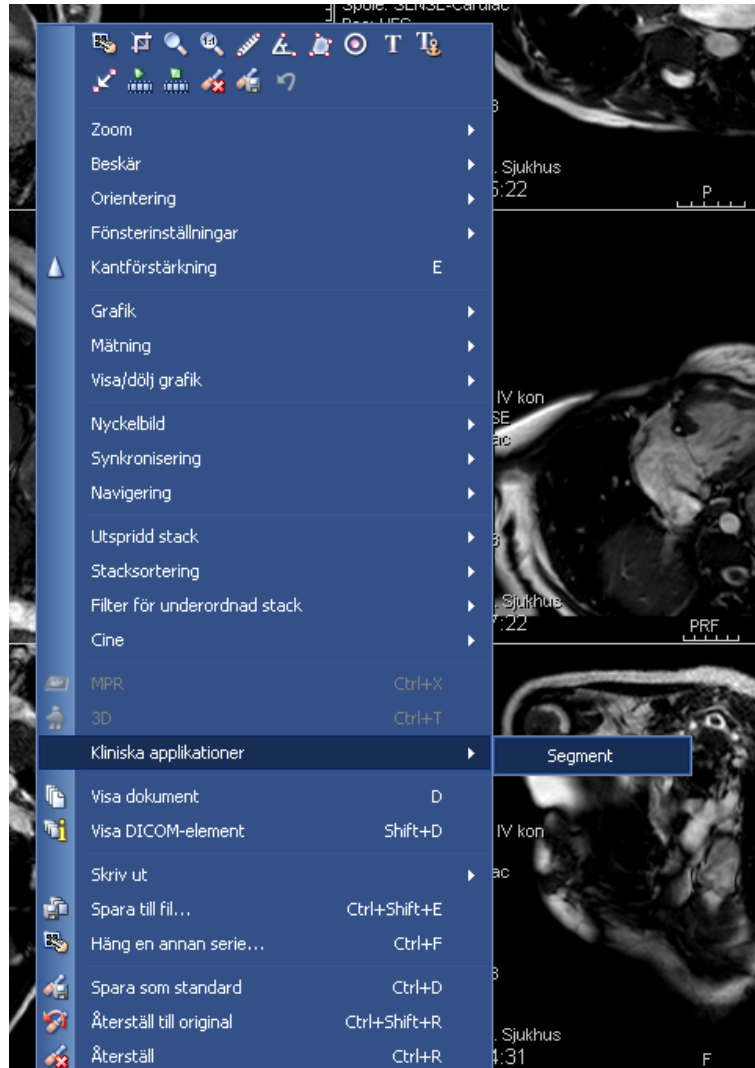 Spole: SENSE-Cardiac
T
T
Zoom
Beskär
. Sjukhus
5:22
P
Orientering
Fönsterinställningar
Kantförstärkning E
Grafik
Mätning
Visa/dölj grafik
IV kon
SE
ac
Nyckelbild
Synkronisering
Navigering
Utspridd stack
Stacksortering
Filter för underordnad stack
. Sjukhus
7:22
PRF
Cine
MPR Ctrl+X
3D Ctrl+T
Kliniska applikationer
Segment
Visa dokument D
Visa DICOM-element Shift+D
IV kon
ac
Skriv ut
Spara till fil... Ctrl+Shift+E
Häng en annan serie... Ctrl+F
Spara som standard Ctrl+D
Återställ till original Ctrl+Shift+R
. Sjukhus
Återställ Ctrl+R
4:31
F